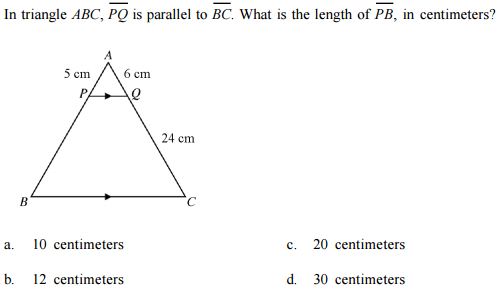 In triangle ABC, PQ is parallel to BC. What is the length of PB, in centimeters?
A
5 cm 6 cm
P Q
24 cm
B C
a. 10 centimeters c. 20 centimeters
b. 12 centimeters d. 30 centimeters